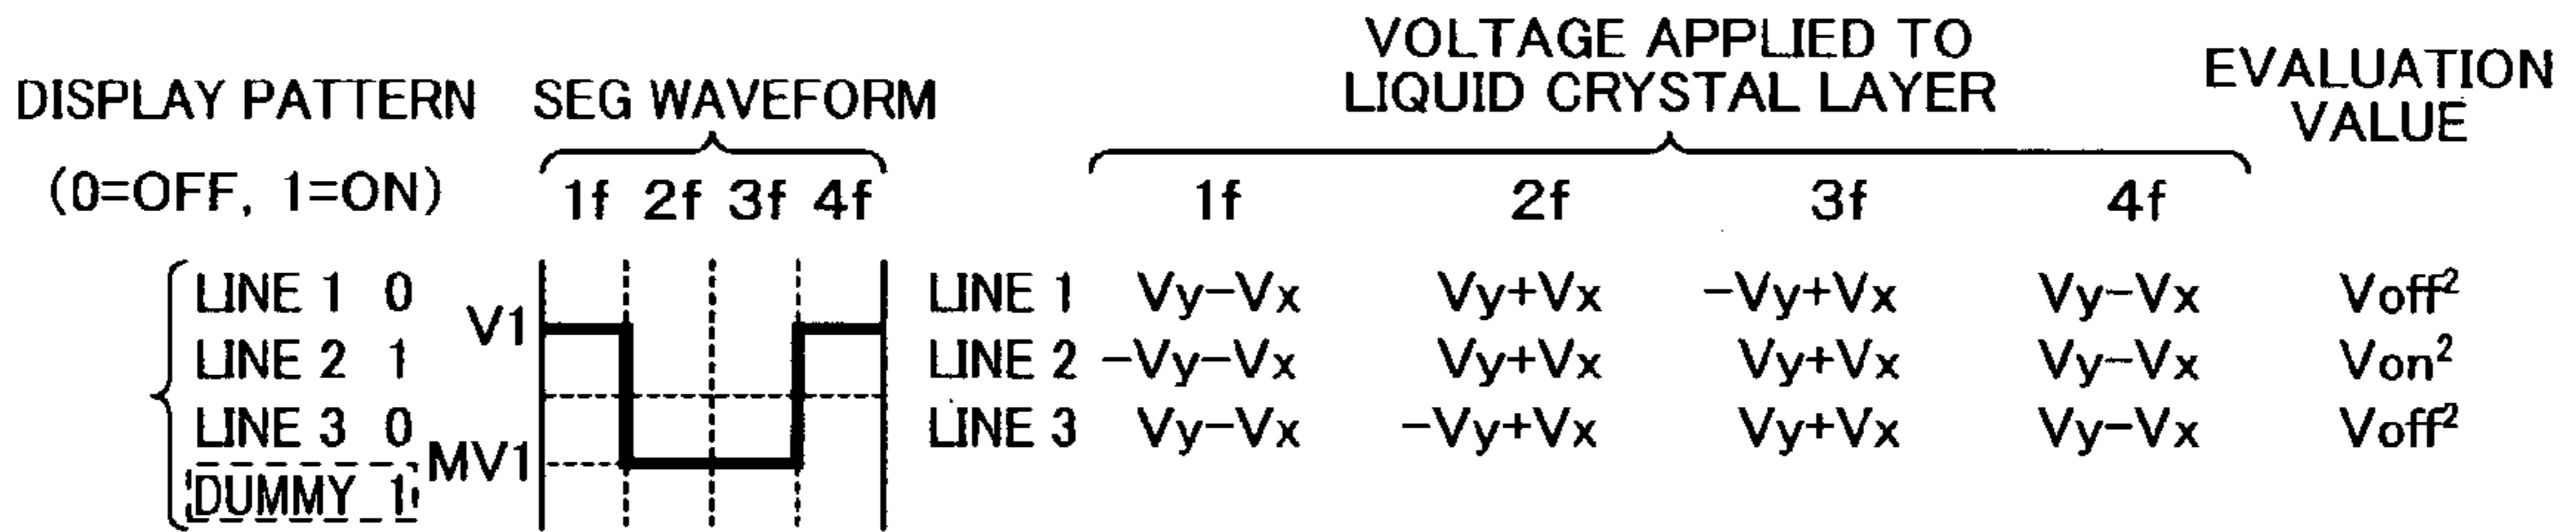 VOLTAGE APPLIED TO
LIQUID CRYSTAL LAYER
EVALUATION
VALUE
DISPLAY PATTERN SEG WAVEFORM
(0=OFF, 1=ON) 1f 2f 3f 4f 1f 2f 3f 4f
LINE 1 0 LINE 1 Vy-Vx Vy+Vx -Vy+Vx Vy-Vx Voff²
V1
LINE 2 1 LINE 2 -Vy-Vx Vy+Vx Vy+Vx Vy-Vx Von²
LINE 3 0 LINE 3 Vy-Vx -Vy+Vx Vy+Vx Vy-Vx Voff²
MV1
DUMMY 1